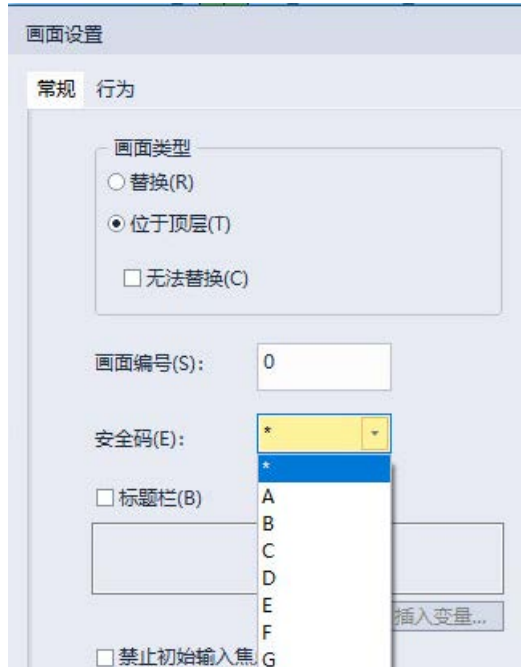 画面设置
常规 行为
画面类型
替换(R)
位于顶层(T)
无法替换(C)
画面编号(S): 0
安全码(E): *
*
标题栏(B)
A
B
C
D
E
插入变量...
F
禁止初始输入焦
G